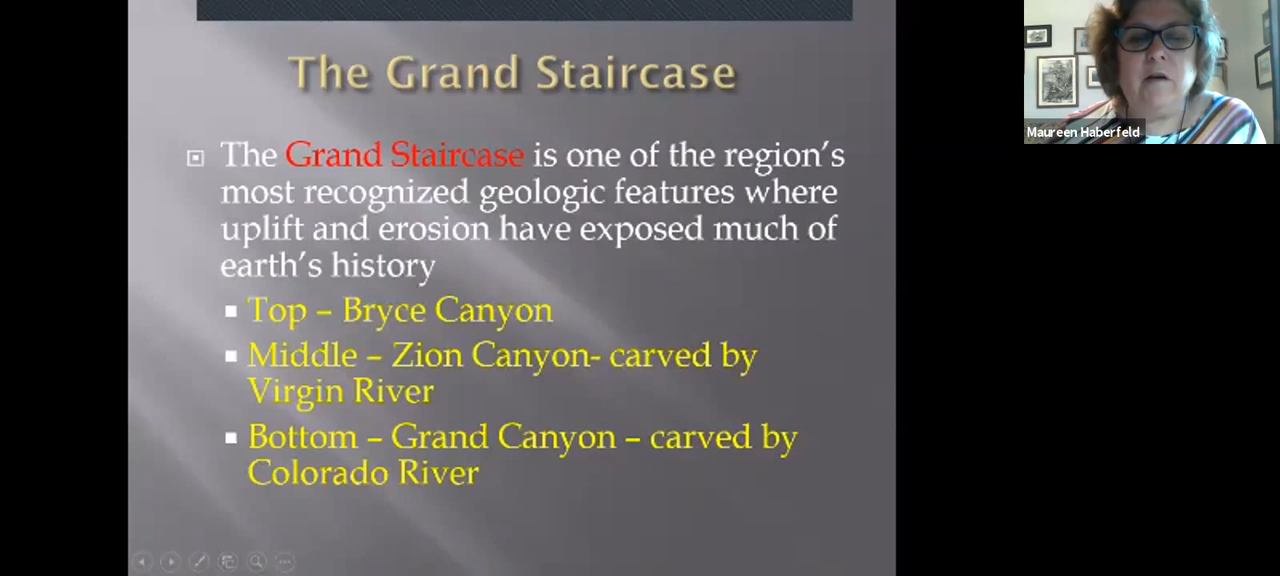 The Grand Staircase
The Grand Staircase is one of the region's
most recognized geologic features where
uplift and erosion have exposed much of
earth's history
Top – Bryce Canyon
Middle – Zion Canyon- carved by
Virgin River
Bottom – Grand Canyon – carved by
Colorado River
Maureen Haberfeld